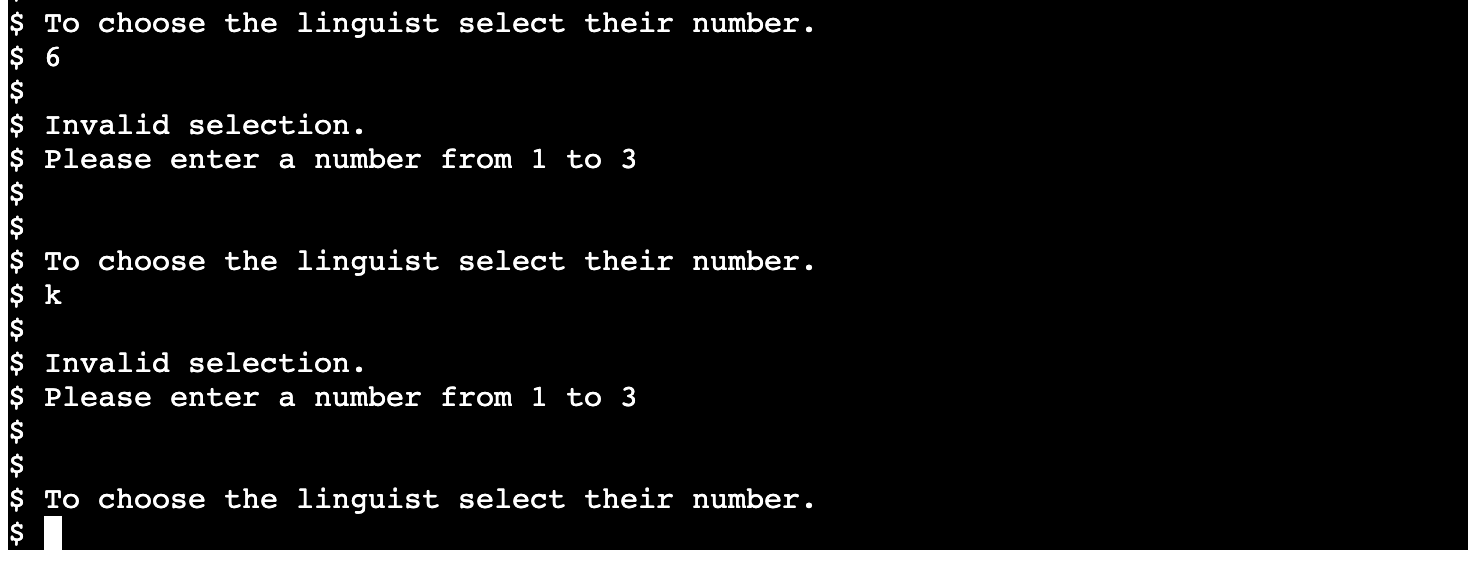 $ To choose the linguist select their number.
$ 6
$
$ Invalid selection.
$ Please enter a number from 1 to 3
$
$
$ To choose the linguist select their number.
$ k
$
$ Invalid selection.
$ Please enter a number from 1 to 3
$
$
$ To choose the linguist select their number.
$